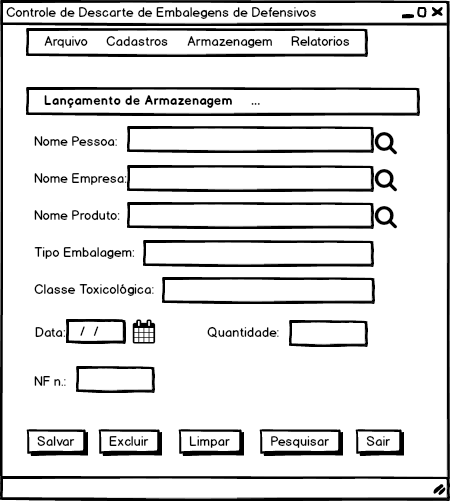 Controle de Descarte de Embalegens de Defensivos
Arquivo Cadastros Armazenagem Relatorios
Lançamento de Armazenagem ...
Nome Pessoa:
Nome Empresa:
Nome Produto:
Tipo Embalagem:
Classe Toxicológica:
Data: / / Quantidade:
NF n.:
Salvar Excluir Limpar Pesquisar Sair